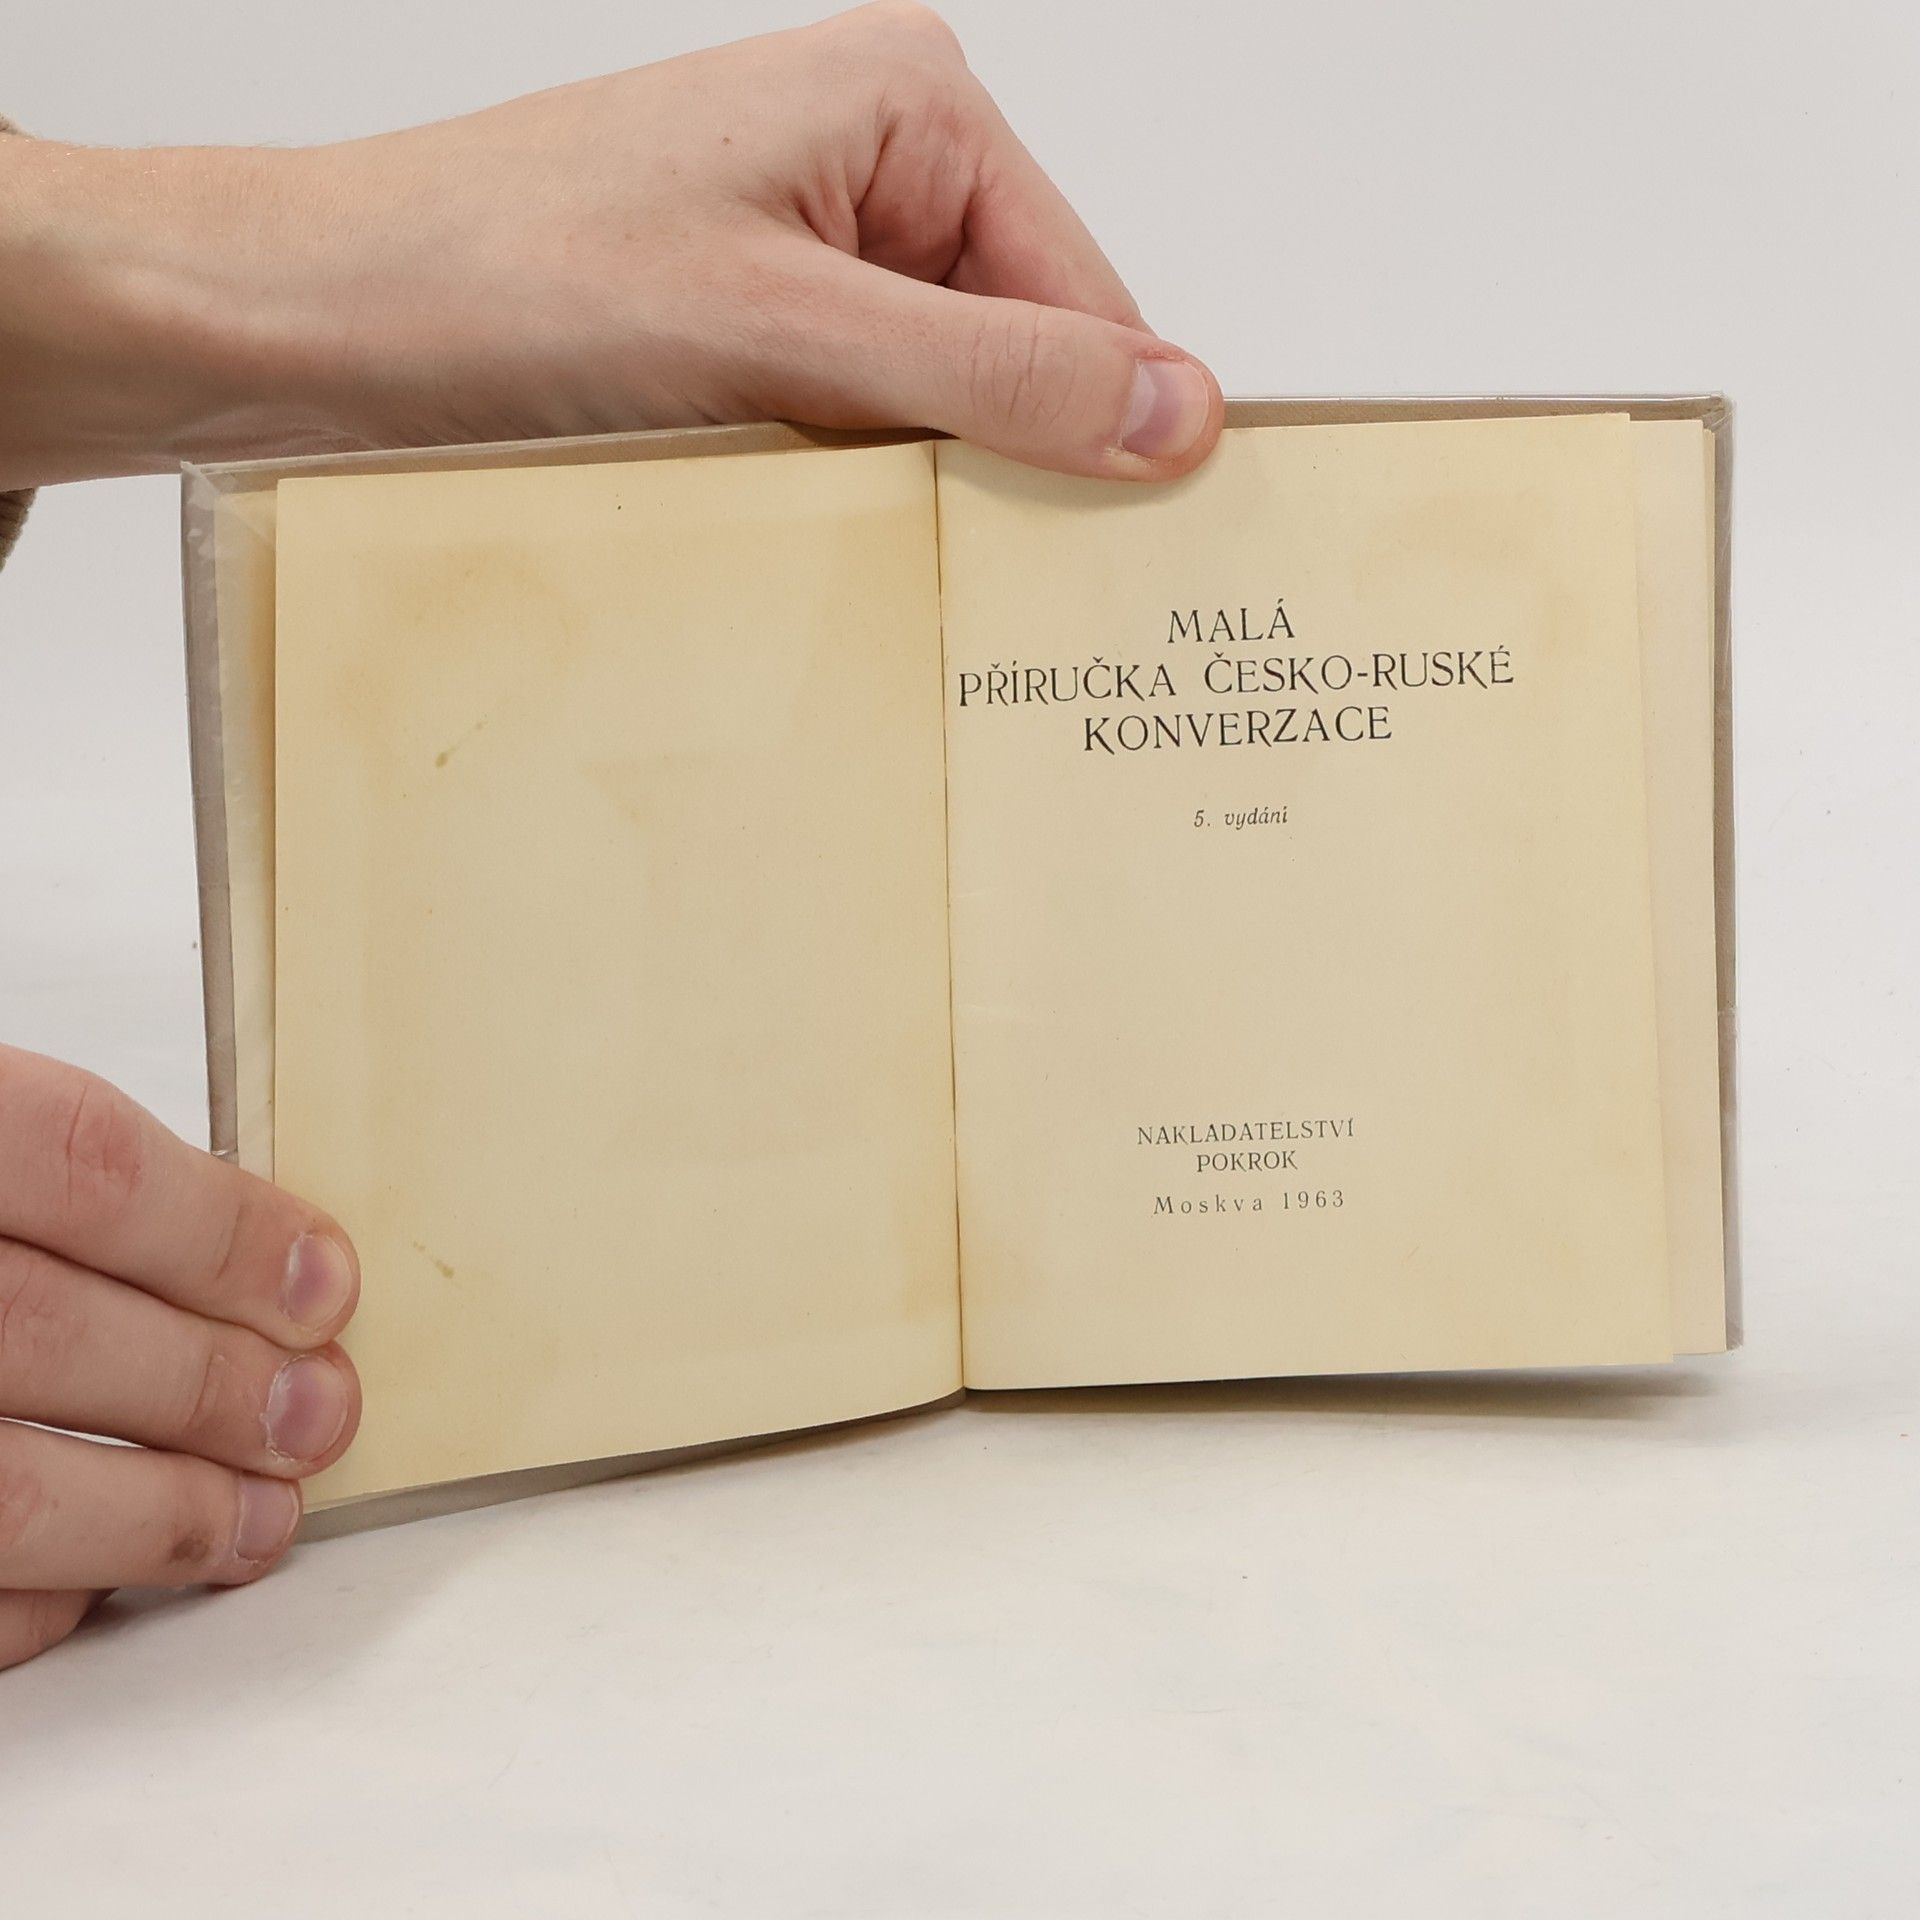 MALÁ
PŘÍRUČKA ČESKO-RUSKÉ
KONVERZACE
5. vydání
NAKLADATELSTVÍ
POKROK
Moskva 1963